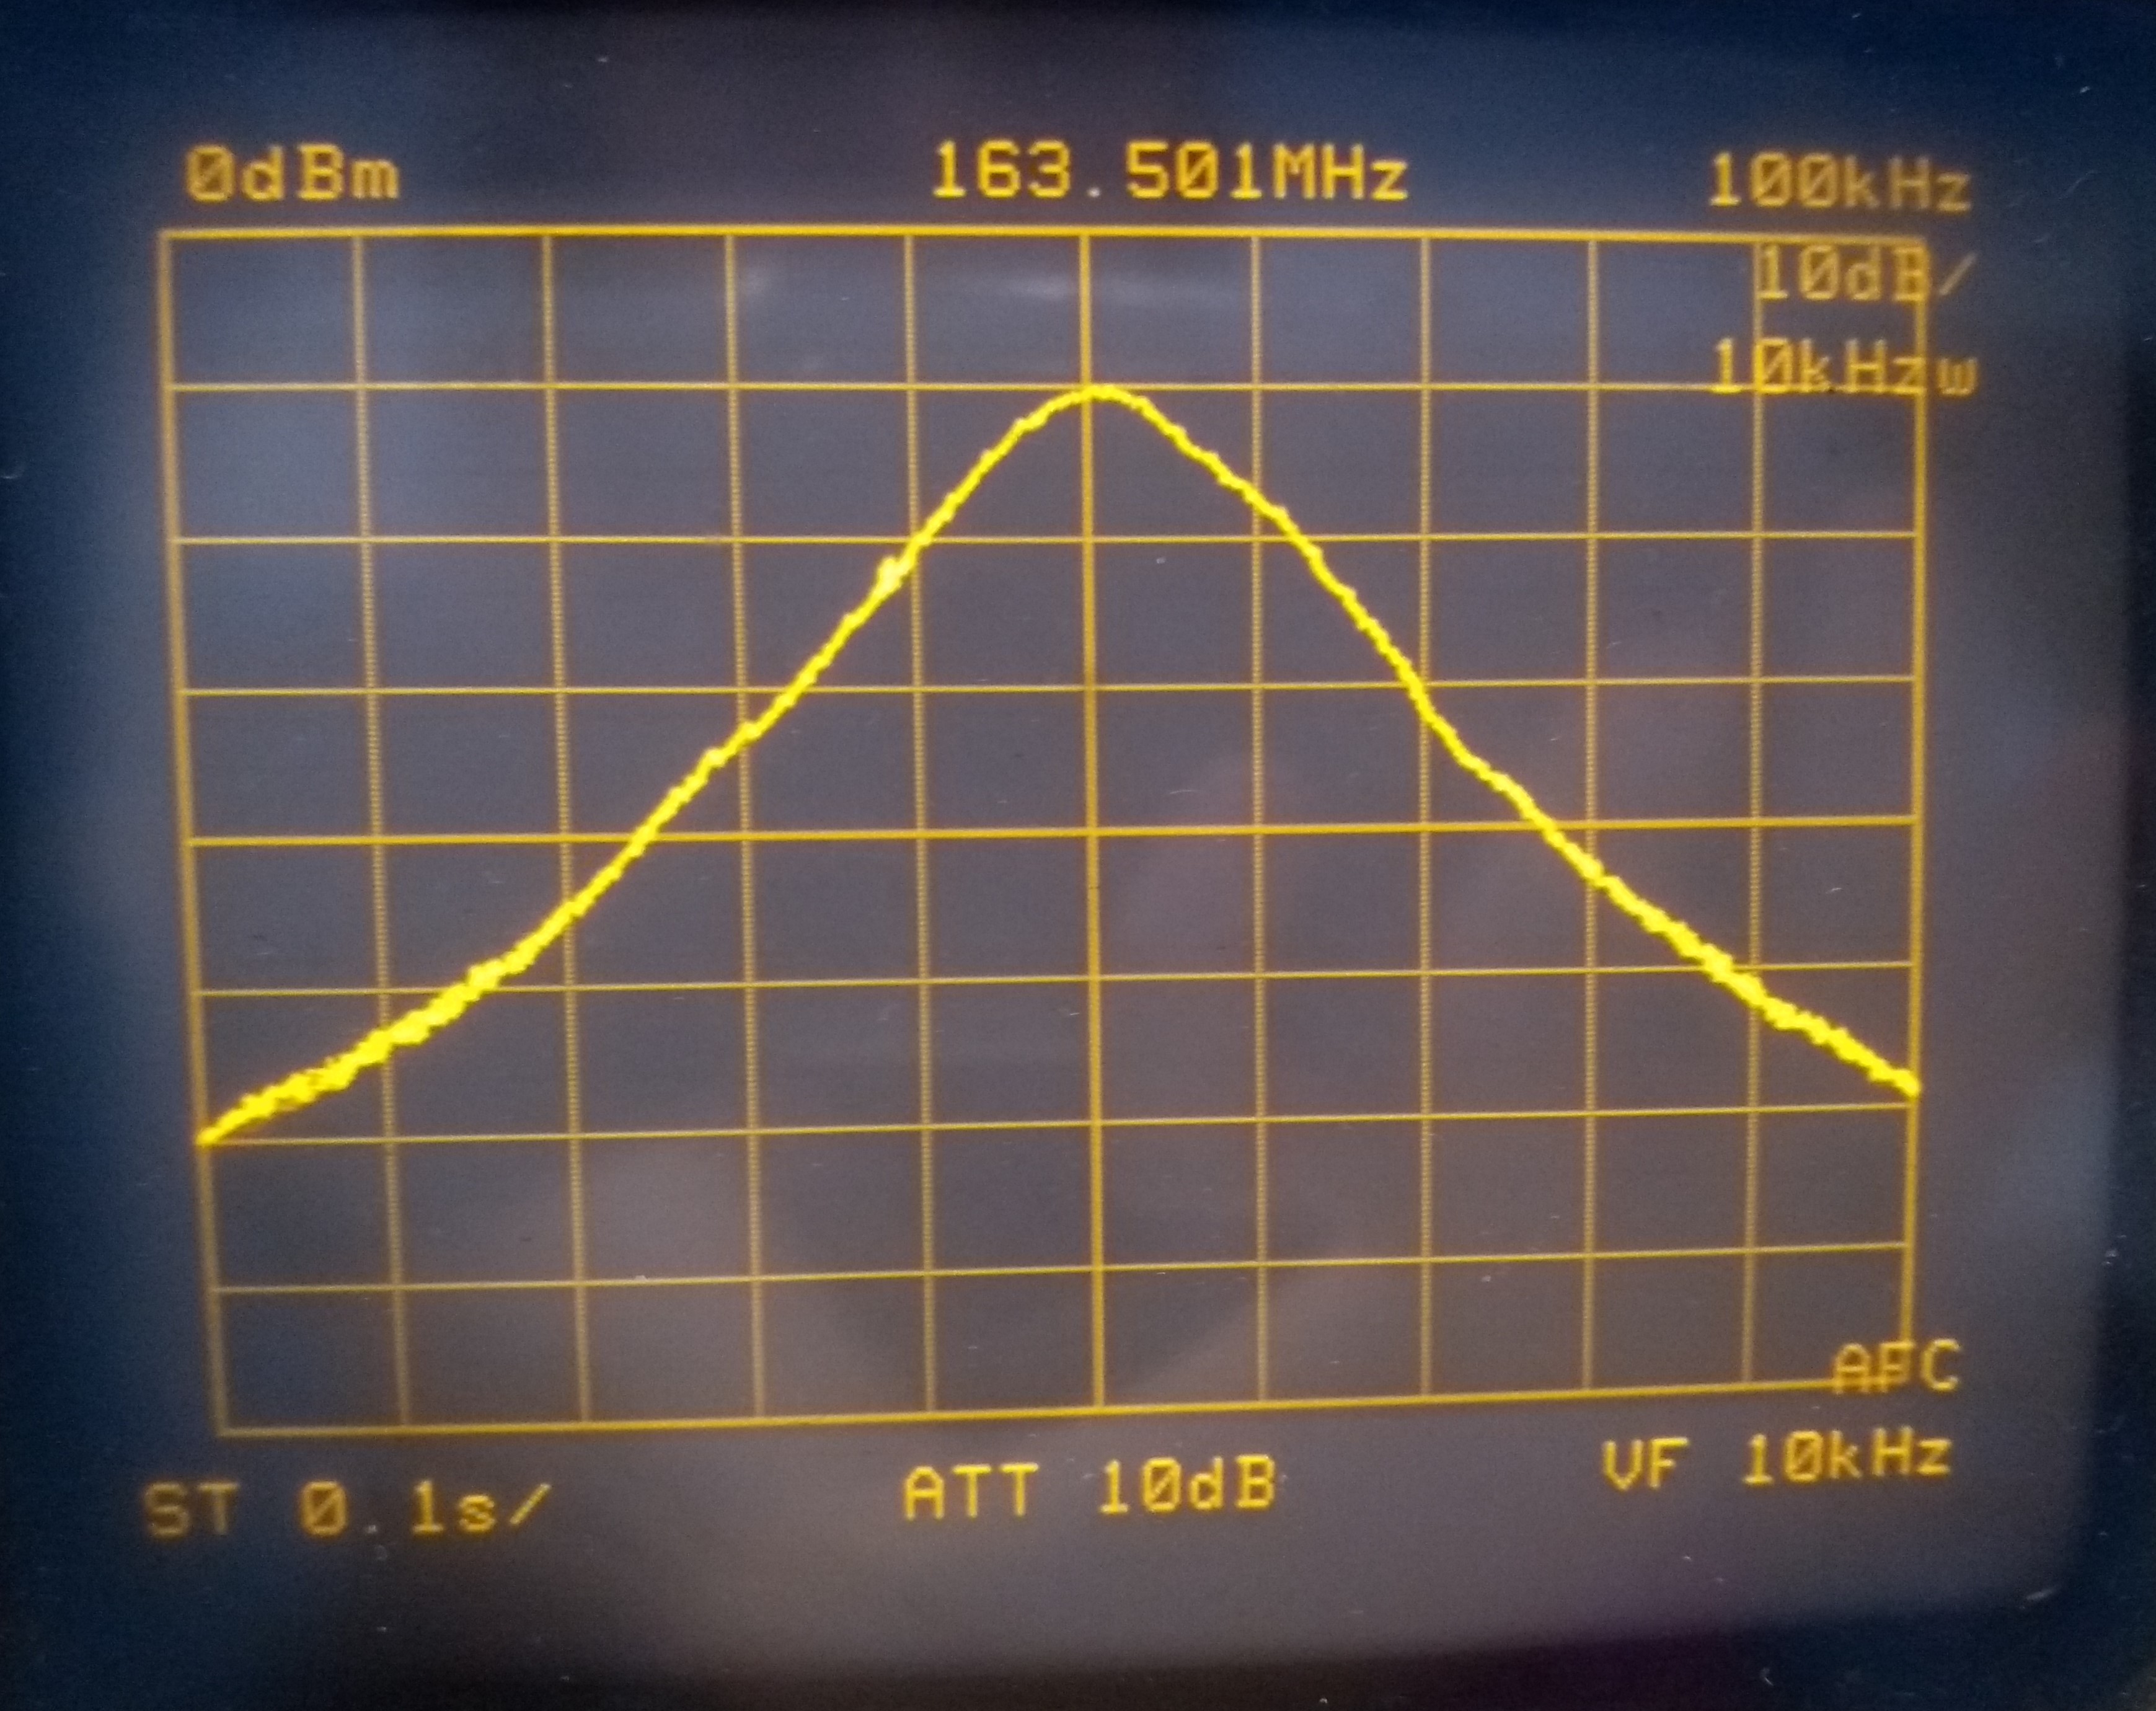 0dBm 163.501MHz 100kHz
10dB/
10kHzw
AFC
ST 0.1s/ ATT 10dB VF 10kHz